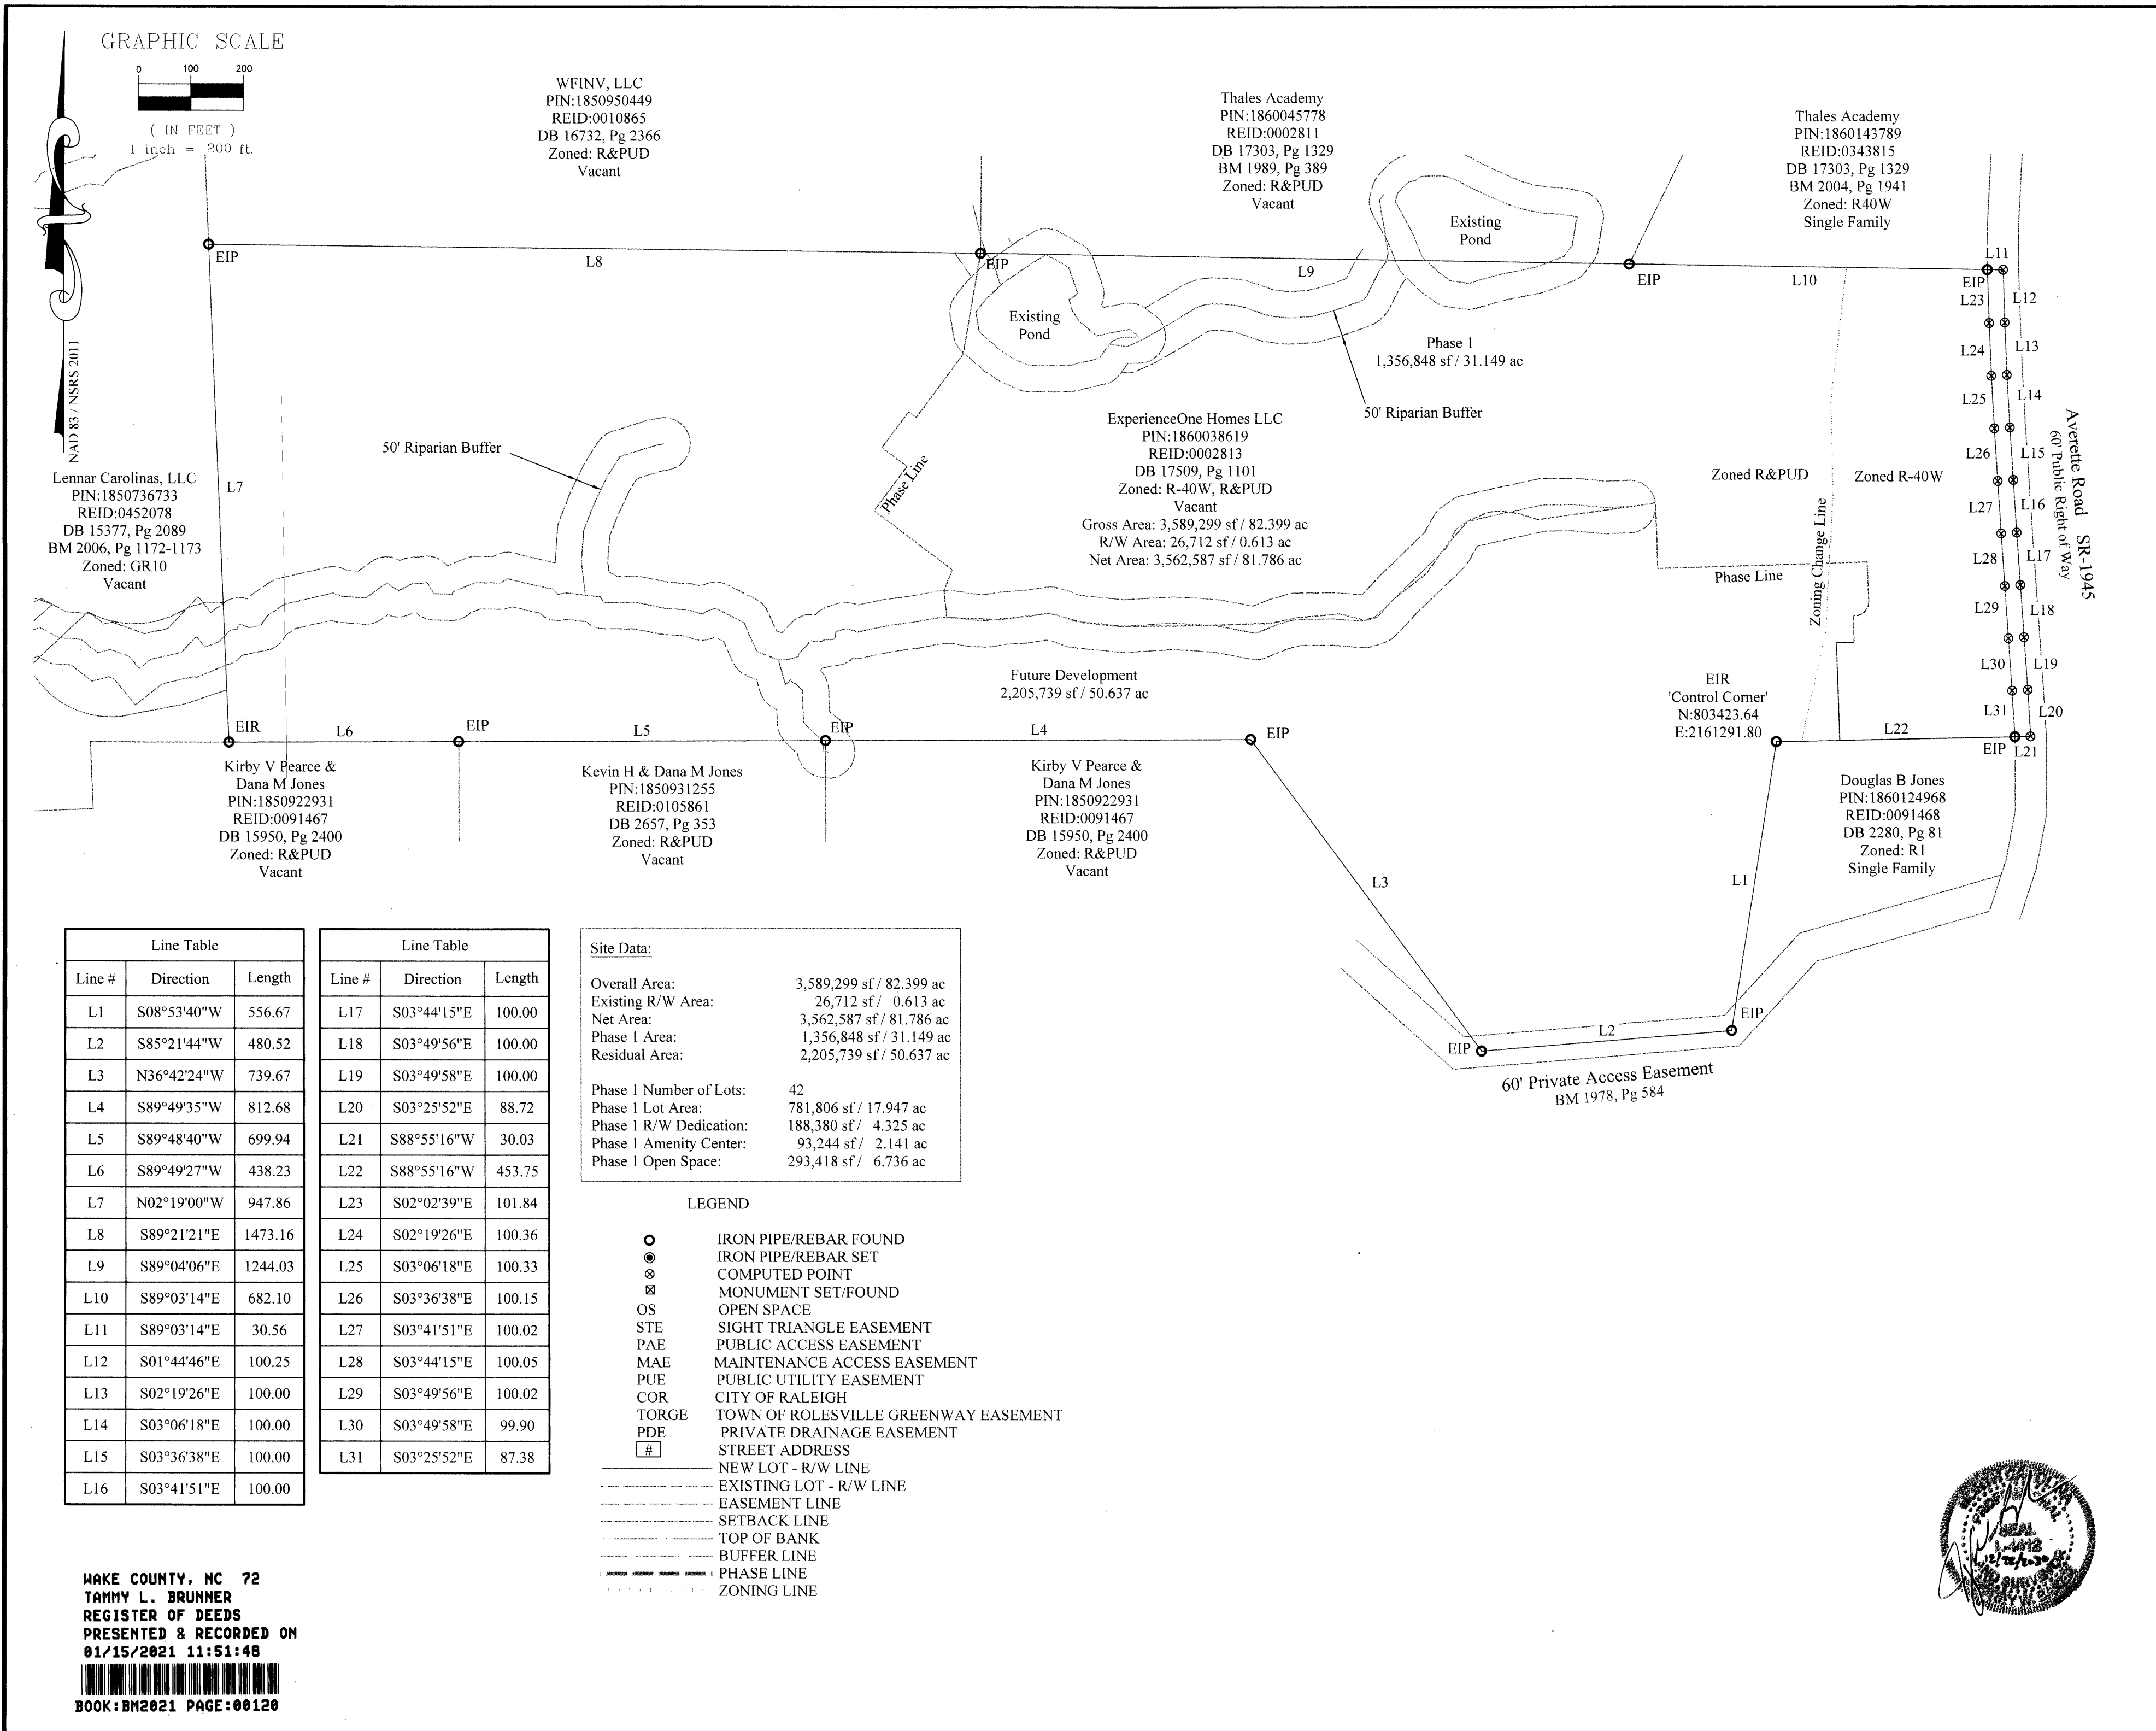 GRAPHIC SCALE
0 100 200
( IN FEET )
1 inch = 200 ft.
NAD 83 / NSRS 2011
WFINV, LLC
PIN:1850950449
REID:0010865
DB 16732, Pg 2366
Zoned: R&PUD
Vacant
Thales Academy
PIN:1860045778
REID:0002811
DB 17303, Pg 1329
BM 1989, Pg 389
Zoned: R&PUD
Vacant
Thales Academy
PIN:1860143789
REID:0343815
DB 17303, Pg 1329
BM 2004, Pg 1941
Zoned: R40W
Single Family
Existing
Pond
EIP
L8
EIP
L9
EIP
L10
L11
EIP
L23
L12
L24
L13
L25
L14
L26
L15
L27
L16
L28
L17
L29
L18
L30
L19
L31
L20
EIP
L21
L22
Averette Road SR-1945
60' Public Right of Way
Existing
Pond
Phase 1
1,356,848 sf / 31.149 ac
50' Riparian Buffer
50' Riparian Buffer
Phase Line
ExperienceOne Homes LLC
PIN:1860038619
REID:0002813
DB 17509, Pg 1101
Zoned: R-40W, R&PUD
Vacant
Gross Area: 3,589,299 sf / 82.399 ac
R/W Area: 26,712 sf / 0.613 ac
Net Area: 3,562,587 sf / 81.786 ac
Zoned R&PUD
Zoned R-40W
Zoning Change Line
Phase Line
Lennar Carolinas, LLC
PIN:1850736733
REID:0452078
DB 15377, Pg 2089
BM 2006, Pg 1172-1173
Zoned: GR10
Vacant
L7
Future Development
2,205,739 sf / 50.637 ac
EIR
'Control Corner'
N:803423.64
E:2161291.80
EIR
L6
EIP
L5
EIP
L4
EIP
Kirby V Pearce &
Dana M Jones
PIN:1850922931
REID:0091467
DB 15950, Pg 2400
Zoned: R&PUD
Vacant
Kevin H & Dana M Jones
PIN:1850931255
REID:0105861
DB 2657, Pg 353
Zoned: R&PUD
Vacant
Kirby V Pearce &
Dana M Jones
PIN:1850922931
REID:0091467
DB 15950, Pg 2400
Zoned: R&PUD
Vacant
Douglas B Jones
PIN:1860124968
REID:0091468
DB 2280, Pg 81
Zoned: R1
Single Family
L3
L1
L2
EIP
EIP
60' Private Access Easement
BM 1978, Pg 584
Line Table
Line # Direction Length
L1 S08°53'40"W 556.67
L2 S85°21'44"W 480.52
L3 N36°42'24"W 739.67
L4 S89°49'35"W 812.68
L5 S89°48'40"W 699.94
L6 S89°49'27"W 438.23
L7 N02°19'00"W 947.86
L8 S89°21'21"E 1473.16
L9 S89°04'06"E 1244.03
L10 S89°03'14"E 682.10
L11 S89°03'14"E 30.56
L12 S01°44'46"E 100.25
L13 S02°19'26"E 100.00
L14 S03°06'18"E 100.00
L15 S03°36'38"E 100.00
L16 S03°41'51"E 100.00
Line Table
Line # Direction Length
L17 S03°44'15"E 100.00
L18 S03°49'56"E 100.00
L19 S03°49'58"E 100.00
L20 S03°25'52"E 88.72
L21 S88°55'16"W 30.03
L22 S88°55'16"W 453.75
L23 S02°02'39"E 101.84
L24 S02°19'26"E 100.36
L25 S03°06'18"E 100.33
L26 S03°36'38"E 100.15
L27 S03°41'51"E 100.02
L28 S03°44'15"E 100.05
L29 S03°49'56"E 100.02
L30 S03°49'58"E 99.90
L31 S03°25'52"E 87.38
Site Data:
Overall Area: 3,589,299 sf / 82.399 ac
Existing R/W Area: 26,712 sf / 0.613 ac
Net Area: 3,562,587 sf / 81.786 ac
Phase 1 Area: 1,356,848 sf / 31.149 ac
Residual Area: 2,205,739 sf / 50.637 ac
Phase 1 Number of Lots: 42
Phase 1 Lot Area: 781,806 sf / 17.947 ac
Phase 1 R/W Dedication: 188,380 sf / 4.325 ac
Phase 1 Amenity Center: 93,244 sf / 2.141 ac
Phase 1 Open Space: 293,418 sf / 6.736 ac
LEGEND
IRON PIPE/REBAR FOUND
IRON PIPE/REBAR SET
COMPUTED POINT
MONUMENT SET/FOUND
OS OPEN SPACE
STE SIGHT TRIANGLE EASEMENT
PAE PUBLIC ACCESS EASEMENT
MAE MAINTENANCE ACCESS EASEMENT
PUE PUBLIC UTILITY EASEMENT
COR CITY OF RALEIGH
TORGE TOWN OF ROLESVILLE GREENWAY EASEMENT
PDE PRIVATE DRAINAGE EASEMENT
# STREET ADDRESS
NEW LOT - R/W LINE
EXISTING LOT - R/W LINE
EASEMENT LINE
SETBACK LINE
TOP OF BANK
BUFFER LINE
PHASE LINE
ZONING LINE
WAKE COUNTY, NC 72
TAMMY L. BRUNNER
REGISTER OF DEEDS
PRESENTED & RECORDED ON
01/15/2021 11:51:48
BOOK:BM2021 PAGE:00120
SEAL